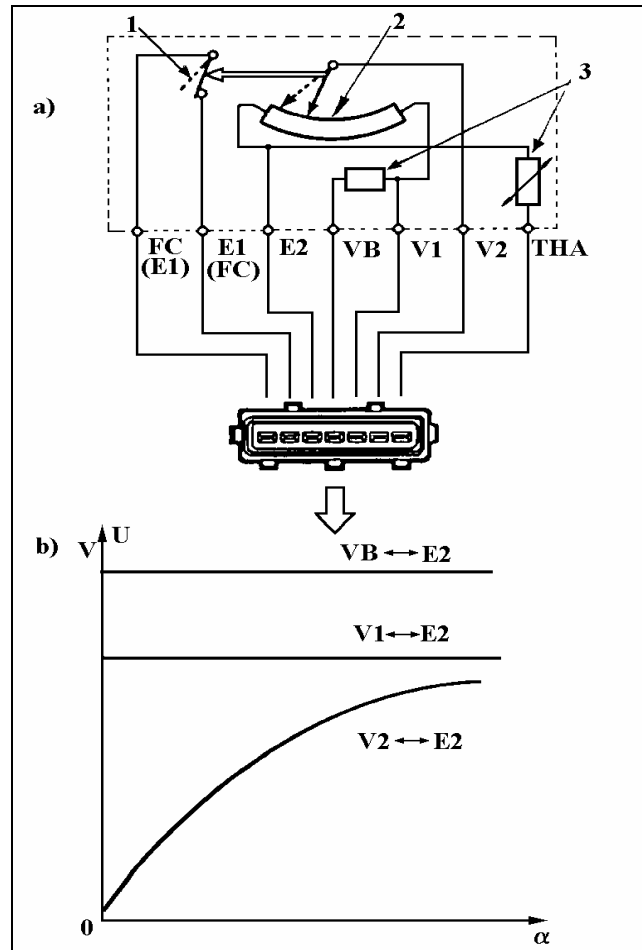 1 2 3
a)
FC E1 E2 VB V1 V2 THA
(E1) (FC)
b)
V U
VB ↔ E2
V1 ↔ E2
V2 ↔ E2
0 α